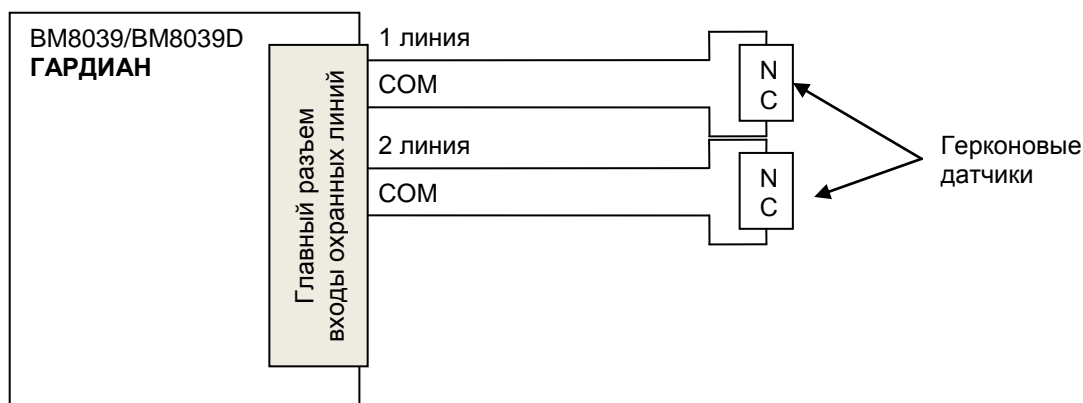 BM8039/BM8039D
ГАРДИАН
Главный разъем
входы охранных линий
1 линия
COM
2 линия
COM
N
C
N
C
Герконовые
датчики